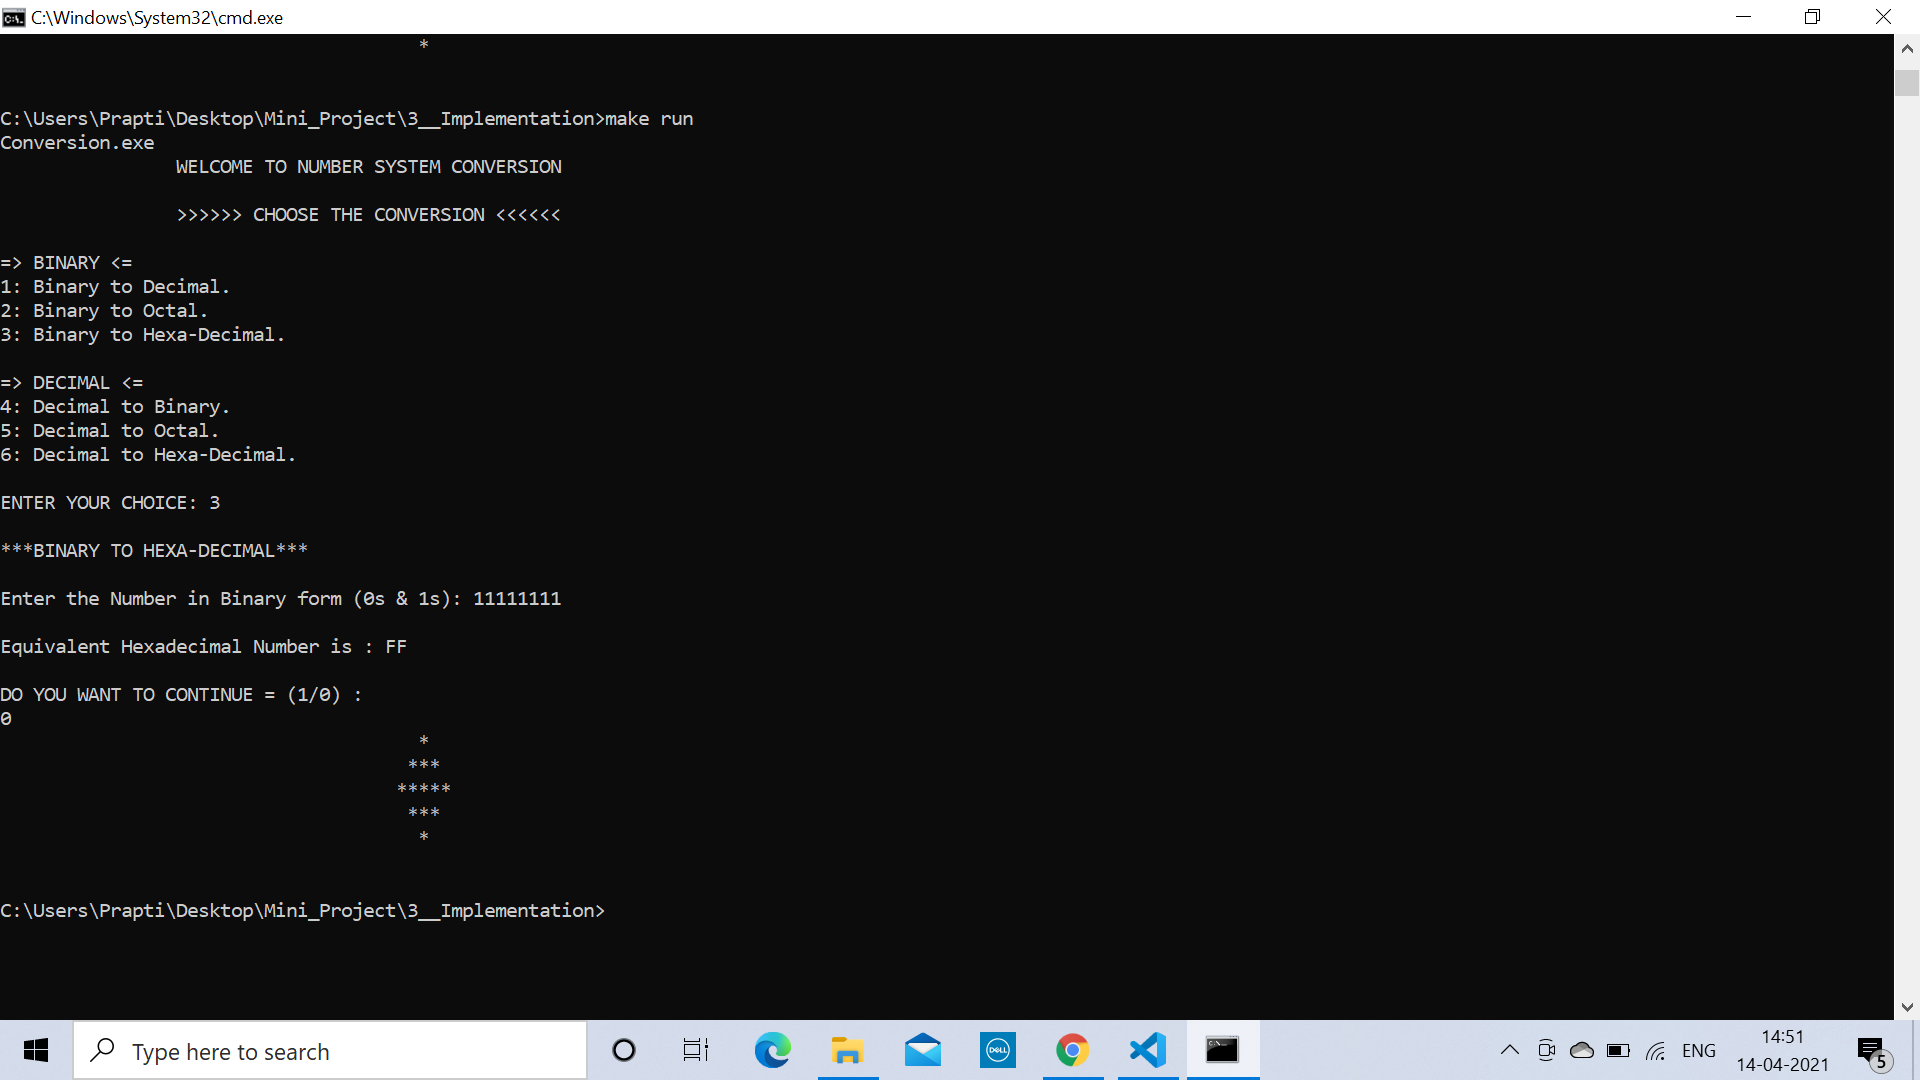 C:\Windows\System32\cmd.exe
*
C:\Users\Prapti\Desktop\Mini_Project\3__Implementation>make run
Conversion.exe
WELCOME TO NUMBER SYSTEM CONVERSION
>>>>>> CHOOSE THE CONVERSION <<<<<<
=> BINARY <=
1: Binary to Decimal.
2: Binary to Octal.
3: Binary to Hexa-Decimal.
=> DECIMAL <=
4: Decimal to Binary.
5: Decimal to Octal.
6: Decimal to Hexa-Decimal.
ENTER YOUR CHOICE: 3
***BINARY TO HEXA-DECIMAL***
Enter the Number in Binary form (0s & 1s): 11111111
Equivalent Hexadecimal Number is : FF
DO YOU WANT TO CONTINUE = (1/0) :
0
*
***
*****
***
*
C:\Users\Prapti\Desktop\Mini_Project\3__Implementation>
Type here to search
DELL
ENG
14:51
14-04-2021
5